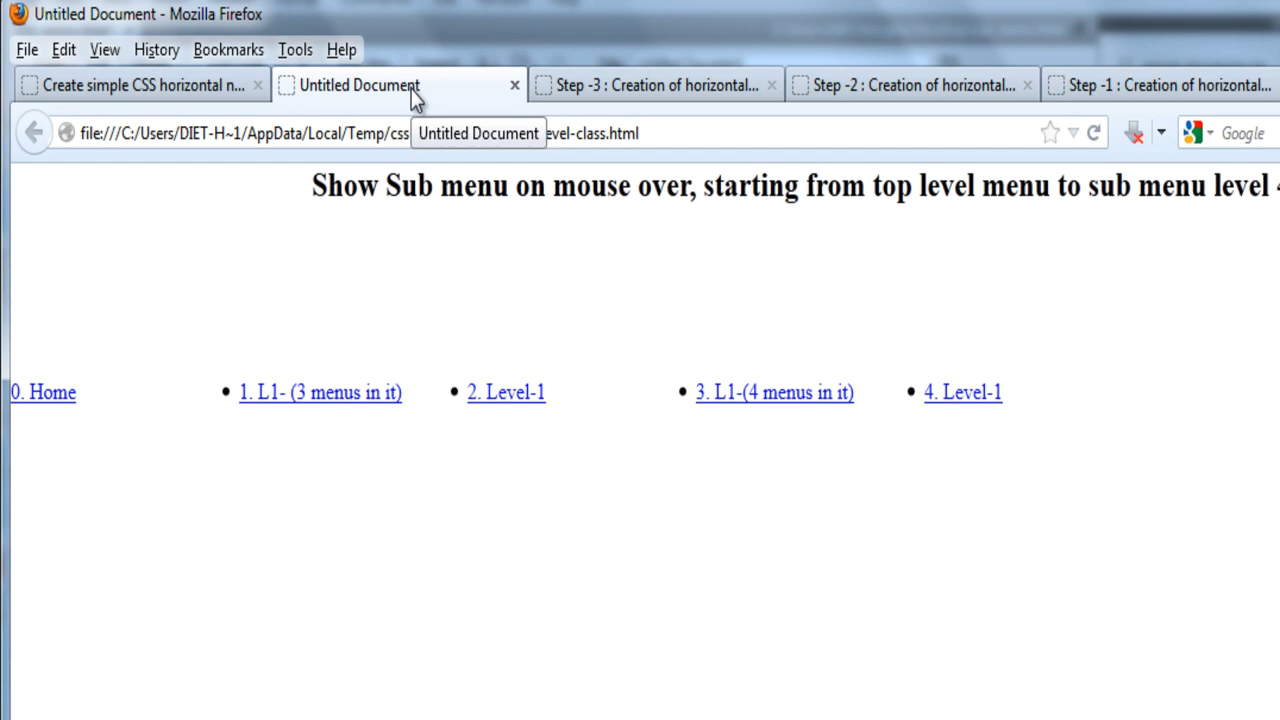 Untitled Document - Mozilla Firefox
File Edit View History Bookmarks Tools Help
Create simple CSS horizontal n... Untitled Document Step -3 : Creation of horizontal... Step -2 : Creation of horizontal... Step -1 : Creation of horizontal...
file:///C:/Users/DIET-H~1/AppData/Local/Temp/css Untitled Document evel-class.html Google
Show Sub menu on mouse over, starting from top level menu to sub menu level
0. Home • 1. L1- (3 menus in it) • 2. Level-1 • 3. L1-(4 menus in it) • 4. Level-1